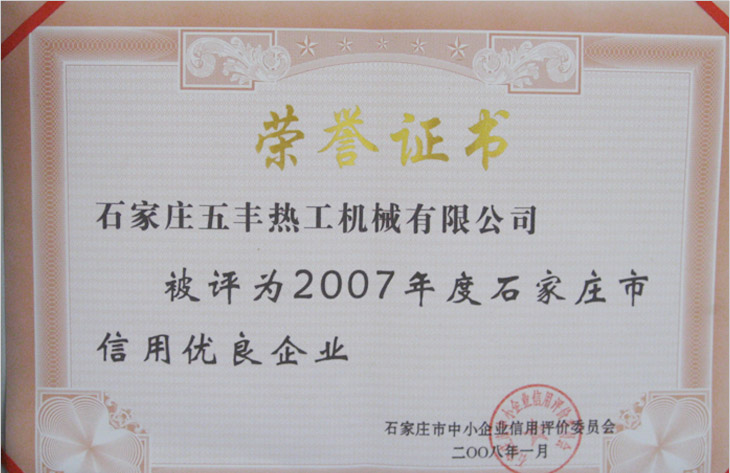 荣誉证书
石家庄五丰热工机械有限公司
被评为2007年度石家庄市
信用优良企业
石家庄市中小企业信用评价委员会
二〇〇八年一月